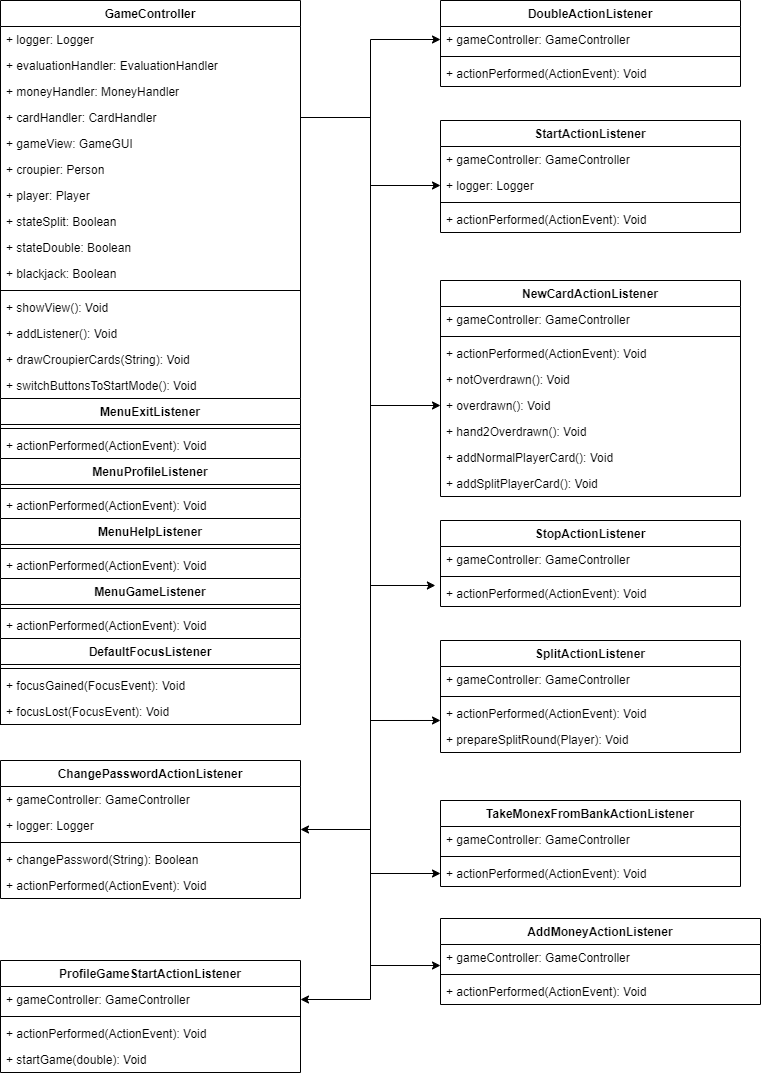 GameController
+ logger: Logger
+ evaluationHandler: EvaluationHandler
+ moneyHandler: MoneyHandler
+ cardHandler: CardHandler
+ gameView: GameGUI
+ croupier: Person
+ player: Player
+ stateSplit: Boolean
+ stateDouble: Boolean
+ blackjack: Boolean
+ showView(): Void
+ addListener(): Void
+ drawCroupierCards(String): Void
+ switchButtonsToStartMode(): Void
MenuExitListener
+ actionPerformed(ActionEvent): Void
MenuProfileListener
+ actionPerformed(ActionEvent): Void
MenuHelpListener
+ actionPerformed(ActionEvent): Void
MenuGameListener
+ actionPerformed(ActionEvent): Void
DefaultFocusListener
+ focusGained(FocusEvent): Void
+ focusLost(FocusEvent): Void
ChangePasswordActionListener
+ gameController: GameController
+ logger: Logger
+ changePassword(String): Boolean
+ actionPerformed(ActionEvent): Void
ProfileGameStartActionListener
+ gameController: GameController
+ actionPerformed(ActionEvent): Void
+ startGame(double): Void
DoubleActionListener
+ gameController: GameController
+ actionPerformed(ActionEvent): Void
StartActionListener
+ gameController: GameController
+ logger: Logger
+ actionPerformed(ActionEvent): Void
NewCardActionListener
+ gameController: GameController
+ actionPerformed(ActionEvent): Void
+ notOverdrawn(): Void
+ overdrawn(): Void
+ hand2Overdrawn(): Void
+ addNormalPlayerCard(): Void
+ addSplitPlayerCard(): Void
StopActionListener
+ gameController: GameController
+ actionPerformed(ActionEvent): Void
SplitActionListener
+ gameController: GameController
+ actionPerformed(ActionEvent): Void
+ prepareSplitRound(Player): Void
TakeMonexFromBankActionListener
+ gameController: GameController
+ actionPerformed(ActionEvent): Void
AddMoneyActionListener
+ gameController: GameController
+ actionPerformed(ActionEvent): Void